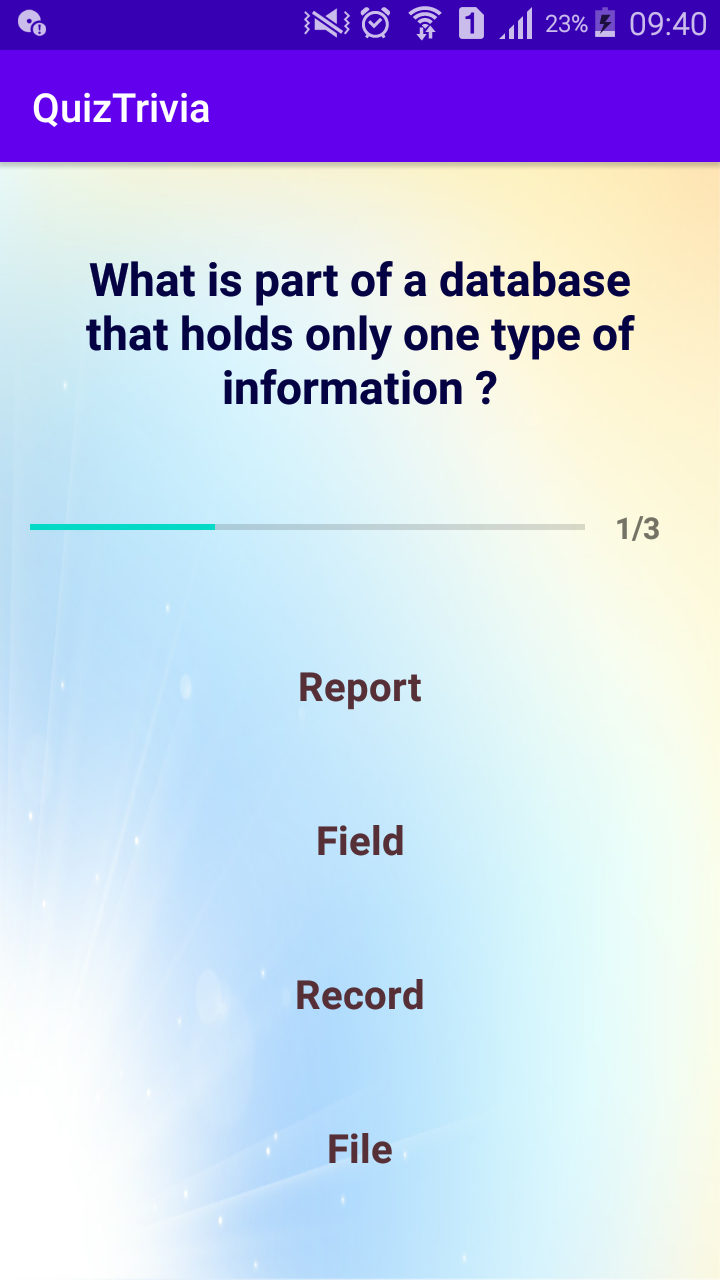 1 23% 09:40
QuizTrivia
What is part of a database
that holds only one type of
information ?
1/3
Report
Field
Record
File